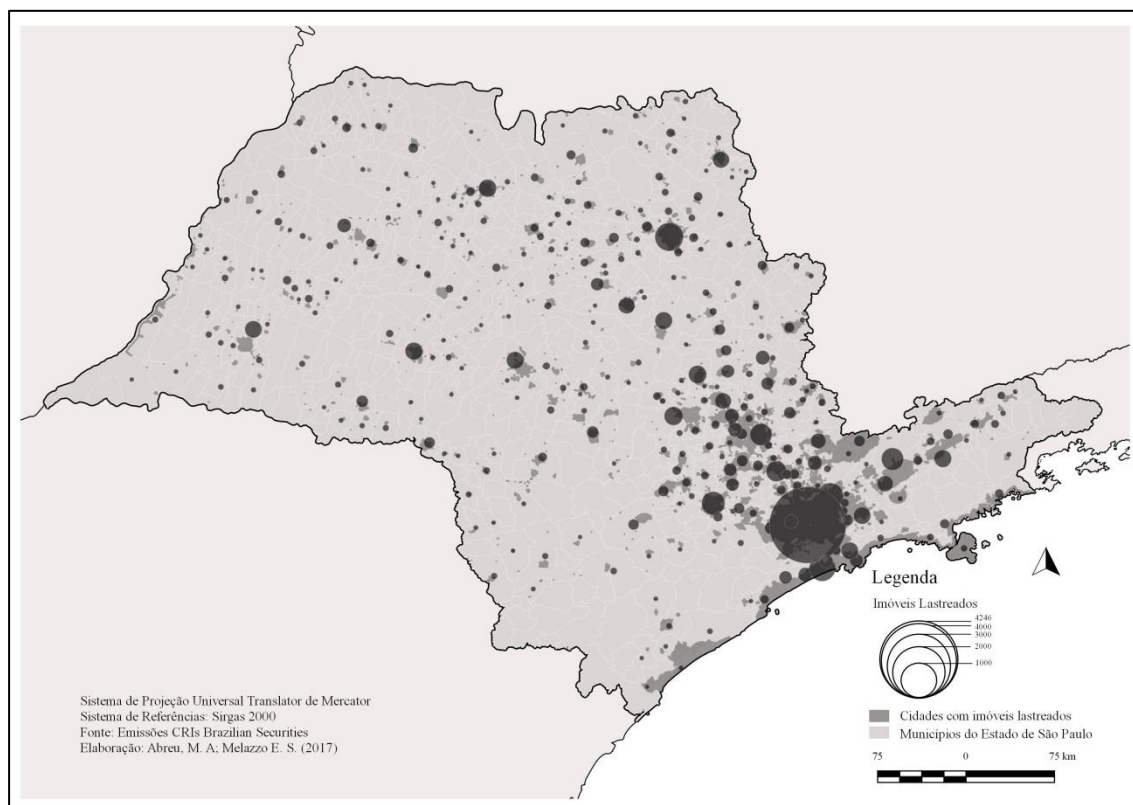 Legenda
Imóveis Lastreados
4246
4000
3000
2000
1000
Cidades com imóveis lastreados
Municípios do Estado de São Paulo
75 0 75 km
Sistema de Projeção Universal Translator de Mercator
Sistema de Referências: Sirgas 2000
Fonte: Emissões CRIs Brazilian Securities
Elaboração: Abreu, M. A; Melazzo E. S. (2017)